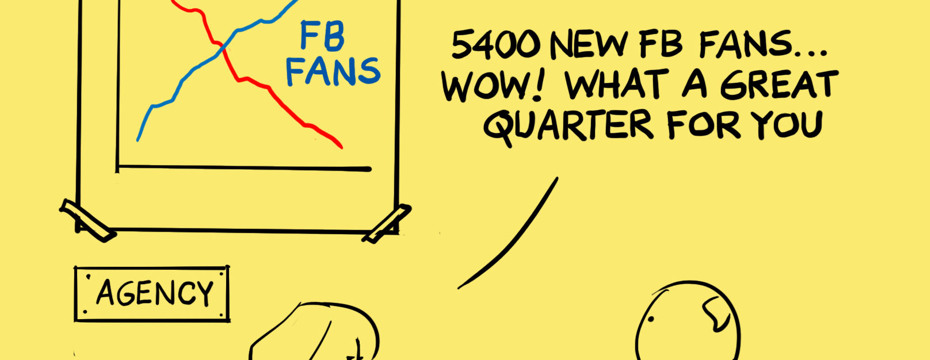 FB
FANS
5400 NEW FB FANS...
WOW! WHAT A GREAT
QUARTER FOR YOU
AGENCY